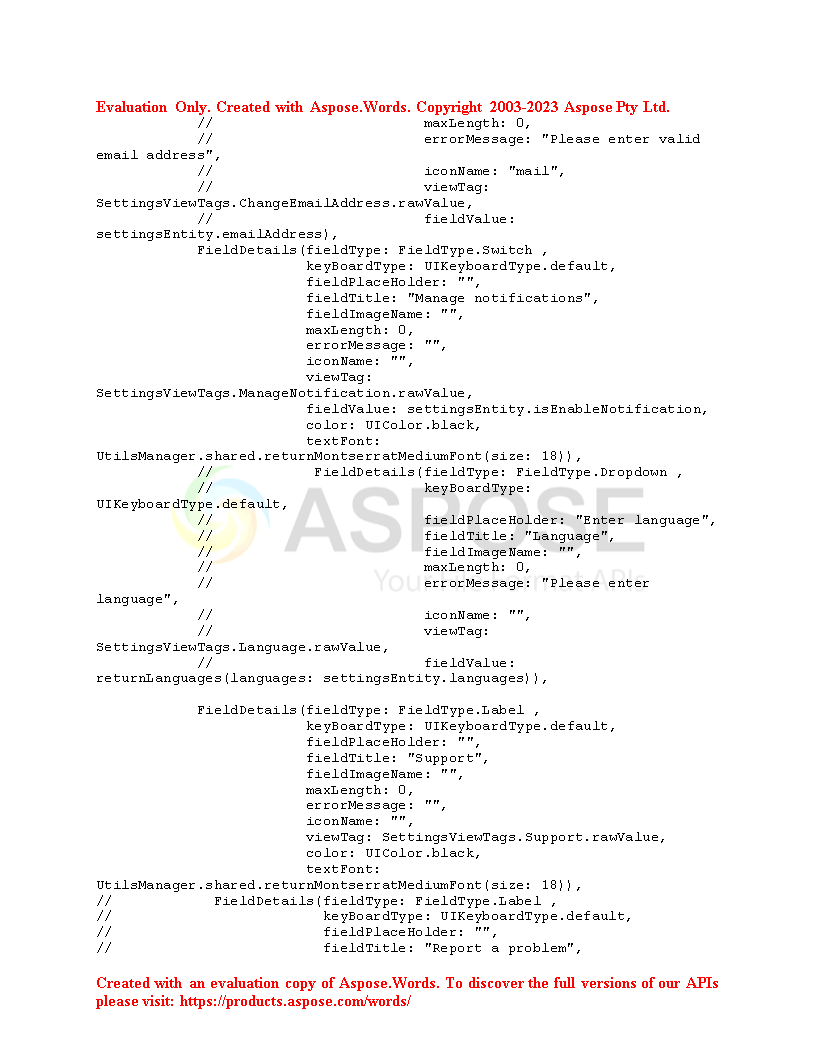 Evaluation Only. Created with Aspose.Words. Copyright 2003-2023 Aspose Pty Ltd.
//                         maxLength: 0,
//                         errorMessage: "Please enter valid
email address",
//                         iconName: "mail",
//                         viewTag:
SettingsViewTags.ChangeEmailAddress.rawValue,
//                         fieldValue:
settingsEntity.emailAddress),
FieldDetails(fieldType: FieldType.Switch ,
keyBoardType: UIKeyboardType.default,
fieldPlaceHolder: "",
fieldTitle: "Manage notifications",
fieldImageName: "",
maxLength: 0,
errorMessage: "",
iconName: "",
viewTag:
SettingsViewTags.ManageNotification.rawValue,
fieldValue: settingsEntity.isEnableNotification,
color: UIColor.black,
textFont:
UtilsManager.shared.returnMontserratMediumFont(size: 18)),
//            FieldDetails(fieldType: FieldType.Dropdown ,
//                         keyBoardType:
UIKeyboardType.default,
//                         fieldPlaceHolder: "Enter language",
//                         fieldTitle: "Language",
//                         fieldImageName: "",
//                         maxLength: 0,
//                         errorMessage: "Please enter
language",
//                         iconName: "",
//                         viewTag:
SettingsViewTags.Language.rawValue,
//                         fieldValue:
returnLanguages(languages: settingsEntity.languages)),
FieldDetails(fieldType: FieldType.Label ,
keyBoardType: UIKeyboardType.default,
fieldPlaceHolder: "",
fieldTitle: "Support",
fieldImageName: "",
maxLength: 0,
errorMessage: "",
iconName: "",
viewTag: SettingsViewTags.Support.rawValue,
color: UIColor.black,
textFont:
UtilsManager.shared.returnMontserratMediumFont(size: 18)),
//            FieldDetails(fieldType: FieldType.Label ,
//                         keyBoardType: UIKeyboardType.default,
//                         fieldPlaceHolder: "",
//                         fieldTitle: "Report a problem",
ASPOSE
Your
APIs
Created with an evaluation copy of Aspose.Words. To discover the full versions of our APIs
please visit: https://products.aspose.com/words/